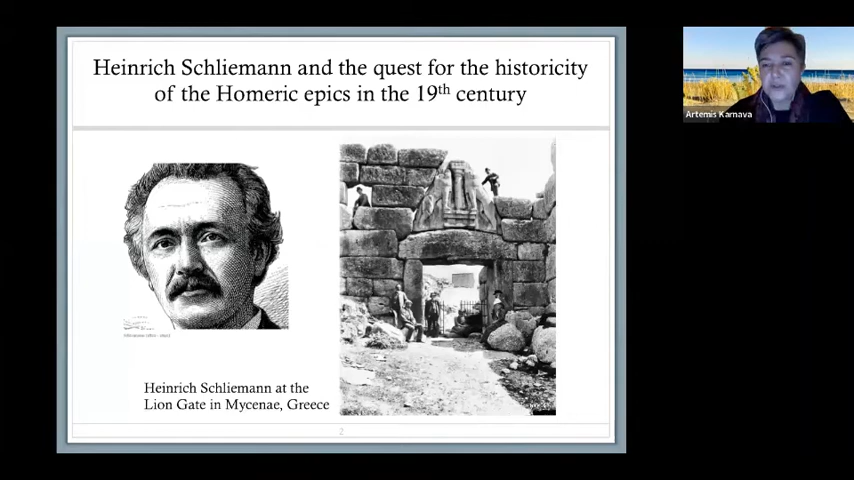 Heinrich Schliemann and the quest for the historicity
of the Homeric epics in the 19th century
Artemis Karnava
Heinrich Schliemann at the
Lion Gate in Mycenae, Greece
2